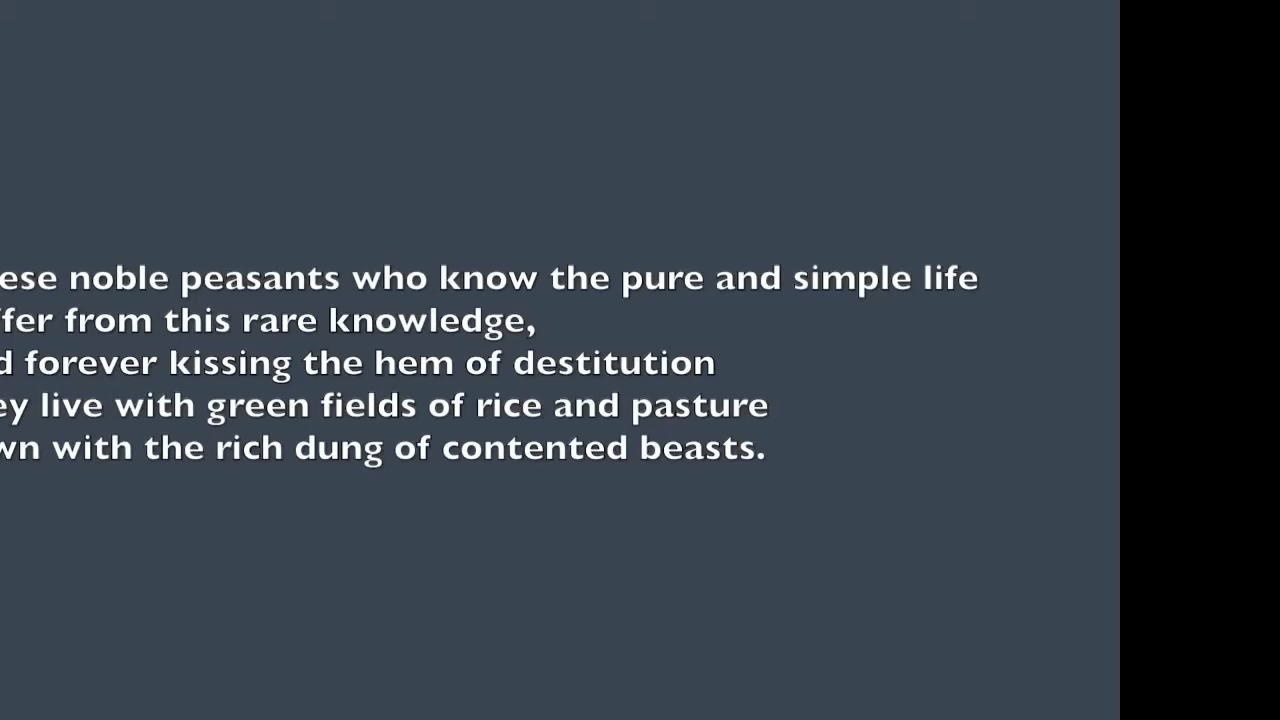 ese noble peasants who know the pure and simple life
ffer from this rare knowledge,
d forever kissing the hem of destitution
ey live with green fields of rice and pasture
wn with the rich dung of contented beasts.